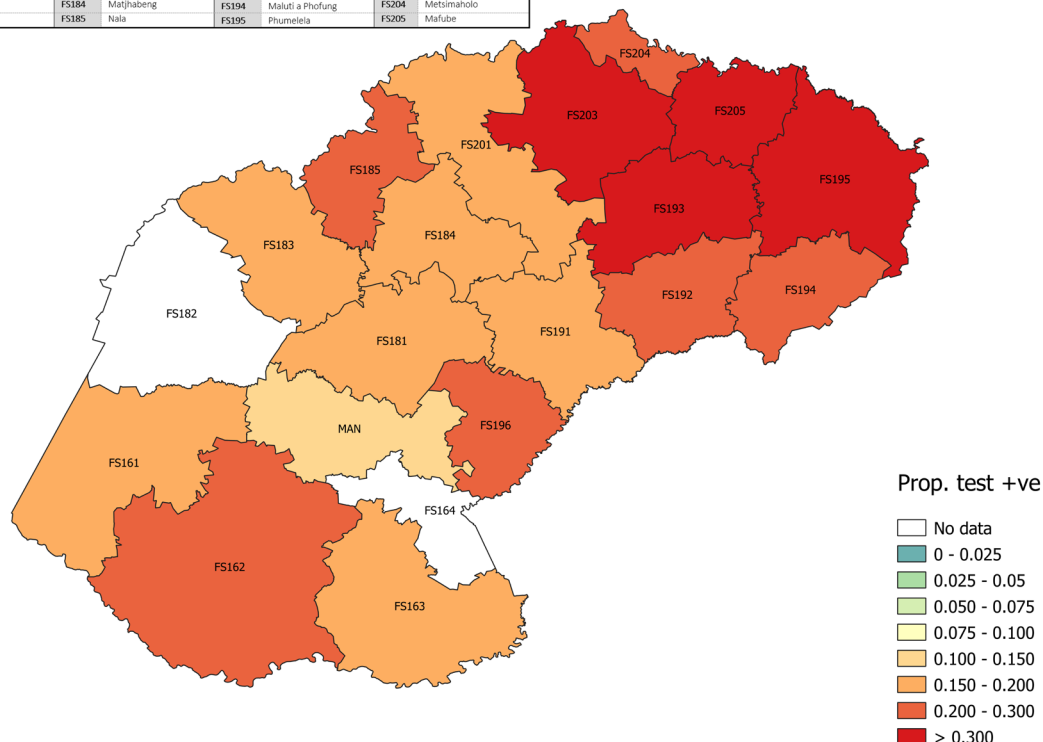 FS184 Matjhabeng FS194 Maluti a Phofung FS204 Metsimaholo
FS185 Nala FS195 Phumelela FS205 Mafube
FS204
FS203
FS205
FS201
FS185
FS195
FS193
FS184
FS183
FS194
FS192
FS182
FS191
FS181
FS196
MAN
FS161
FS164
FS162
FS163
Prop. test +ve
No data
0 - 0.025
0.025 - 0.05
0.050 - 0.075
0.075 - 0.100
0.100 - 0.150
0.150 - 0.200
0.200 - 0.300
> 0.300